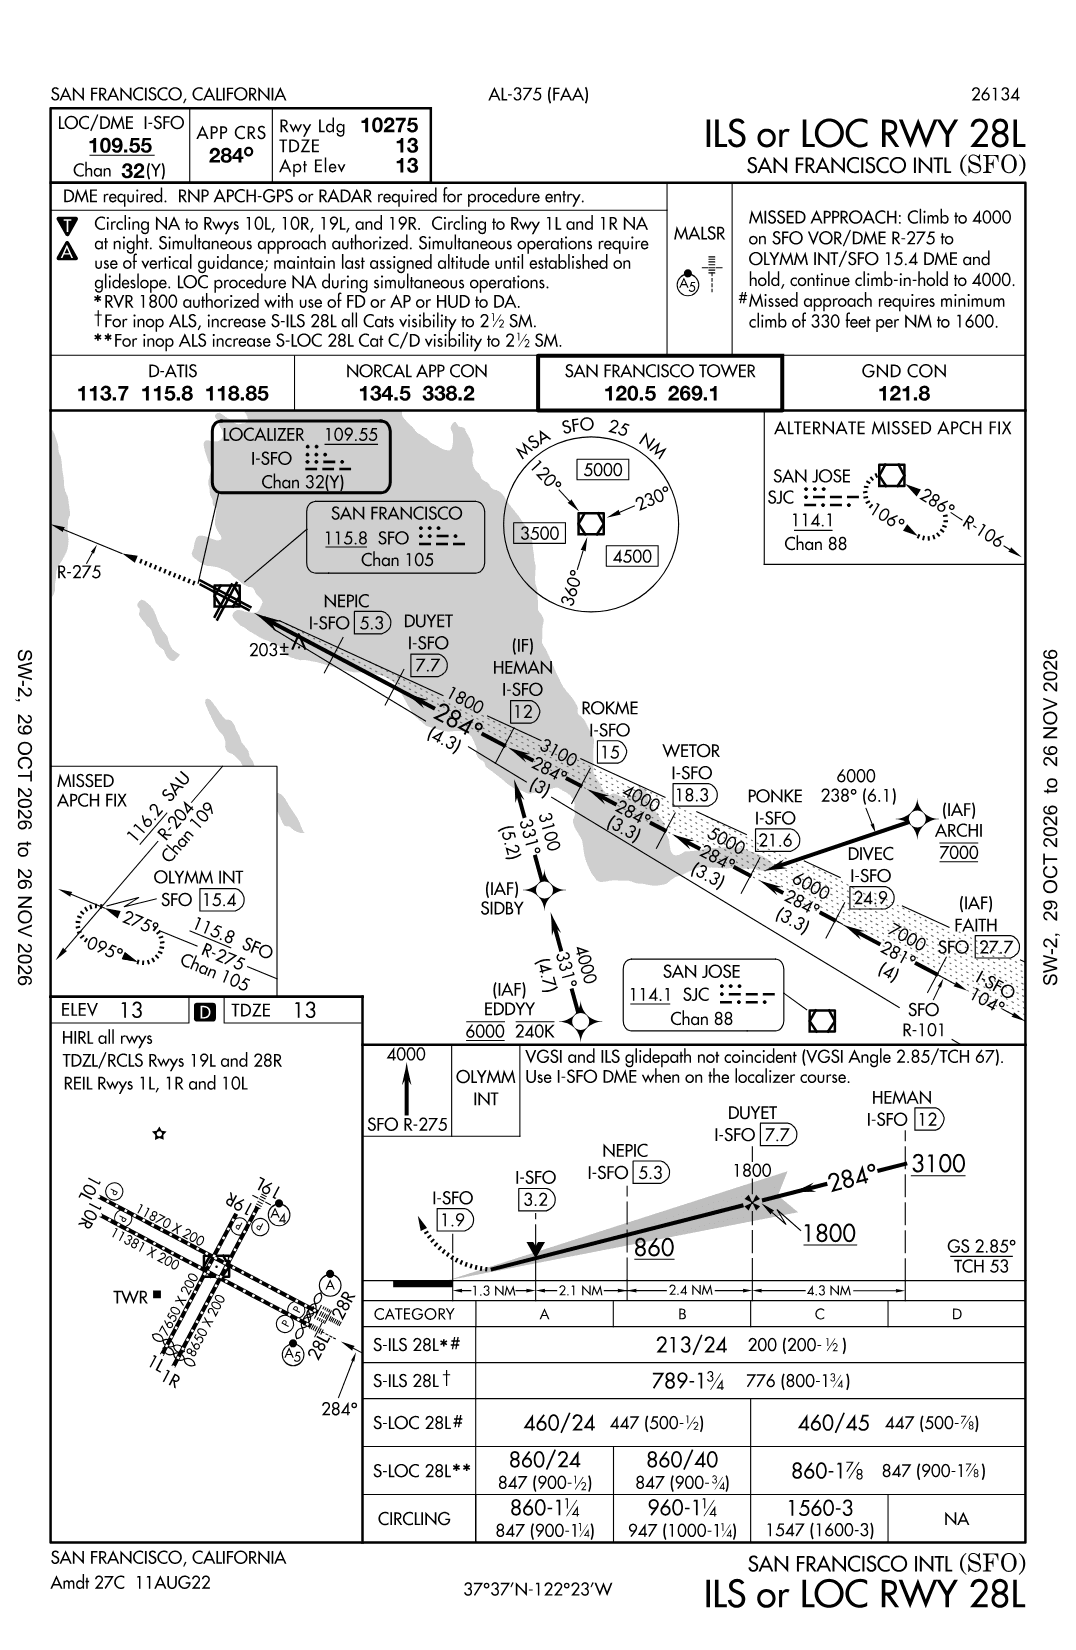 SAN FRANCISCO, CALIFORNIA
AL-375 (FAA)
26134
LOC/DME I-SFO
109.55
Chan 32(Y)
APP CRS
284°
Rwy Ldg 10275
TDZE 13
Apt Elev 13
ILS or LOC RWY 28L
SAN FRANCISCO INTL (SFO)
DME required. RNP APCH-GPS or RADAR required for procedure entry.
T
A
Circling NA to Rwys 10L, 10R, 19L, and 19R. Circling to Rwy 1L and 1R NA
at night. Simultaneous approach authorized. Simultaneous operations require
use of vertical guidance; maintain last assigned altitude until established on
glideslope. LOC procedure NA during simultaneous operations.
*RVR 1800 authorized with use of FD or AP or HUD to DA.
†For inop ALS, increase S-ILS 28L all Cats visibility to 2½ SM.
**For inop ALS increase S-LOC 28L Cat C/D visibility to 2½ SM.
MALSR
A5
MISSED APPROACH: Climb to 4000
on SFO VOR/DME R-275 to
OLYMM INT/SFO 15.4 DME and
hold, continue climb-in-hold to 4000.
#Missed approach requires minimum
climb of 330 feet per NM to 1600.
D-ATIS
113.7 115.8 118.85
NORCAL APP CON
134.5 338.2
SAN FRANCISCO TOWER
120.5 269.1
GND CON
121.8
LOCALIZER 109.55
I-SFO
Chan 32(Y)
SAN FRANCISCO
115.8 SFO
Chan 105
MSA SFO 25 NM
120°
5000
230°
3500
4500
360°
ALTERNATE MISSED APCH FIX
SAN JOSE
SJC
114.1
Chan 88
286°
R-106
106°
R-275
203±
NEPIC
I-SFO 5.3
DUYET
I-SFO
7.7
(IF)
HEMAN
I-SFO
12
ROKME
I-SFO
15
WETOR
I-SFO
18.3
PONKE
I-SFO
21.6
DIVEC
I-SFO
24.9
(IAF)
FAITH
SFO 27.7
6000
238° (6.1)
(IAF)
ARCHI
7000
1800
284°
(4.3)
3100
284°
(3)
4000
284°
(3.3)
5000
284°
(3.3)
6000
284°
(3.3)
7000
281°
(4)
I-SFO
104°
SFO
R-101
3100
331°
(5.2)
(IAF)
SIDBY
4000
331°
(4.7)
(IAF)
EDDYY
6000 240K
SAN JOSE
114.1 SJC
Chan 88
MISSED
APCH FIX
116.2 SAU
R-204
Chan 109
OLYMM INT
SFO 15.4
275°
095°
115.8 SFO
R-275
Chan 105
SW-2, 29 OCT 2026 to 26 NOV 2026
SW-2, 29 OCT 2026 to 26 NOV 2026
ELEV 13
D
TDZE 13
HIRL all rwys
TDZL/RCLS Rwys 19L and 28R
REIL Rwys 1L, 1R and 10L
10L
10R
P
P
11870 X 200
11381 X 200
19L
19R
A4
P
P
TWR
7650 X 200
8650 X 200
1L
1R
P
P
A
A5
28R
28L
284°
4000
SFO R-275
OLYMM
INT
VGSI and ILS glidepath not coincident (VGSI Angle 2.85/TCH 67).
Use I-SFO DME when on the localizer course.
HEMAN
I-SFO 12
DUYET
I-SFO 7.7
NEPIC
I-SFO 5.3
I-SFO
3.2
I-SFO
1.9
1800
284°
3100
1800
860
GS 2.85°
TCH 53
1.3 NM
2.1 NM
2.4 NM
4.3 NM
CATEGORY A B C D
S-ILS 28L*# 213/24 200 (200-½)
S-ILS 28L† 789-1¾ 776 (800-1¾)
S-LOC 28L# 460/24 447 (500-½) 460/45 447 (500-⅞)
S-LOC 28L** 860/24 847 (900-½) 860/40 847 (900-¾) 860-1⅞ 847 (900-1⅞)
CIRCLING 860-1¼ 847 (900-1¼) 960-1¼ 947 (1000-1¼) 1560-3 1547 (1600-3) NA
SAN FRANCISCO, CALIFORNIA
Amdt 27C 11AUG22
37°37'N-122°23'W
SAN FRANCISCO INTL (SFO)
ILS or LOC RWY 28L